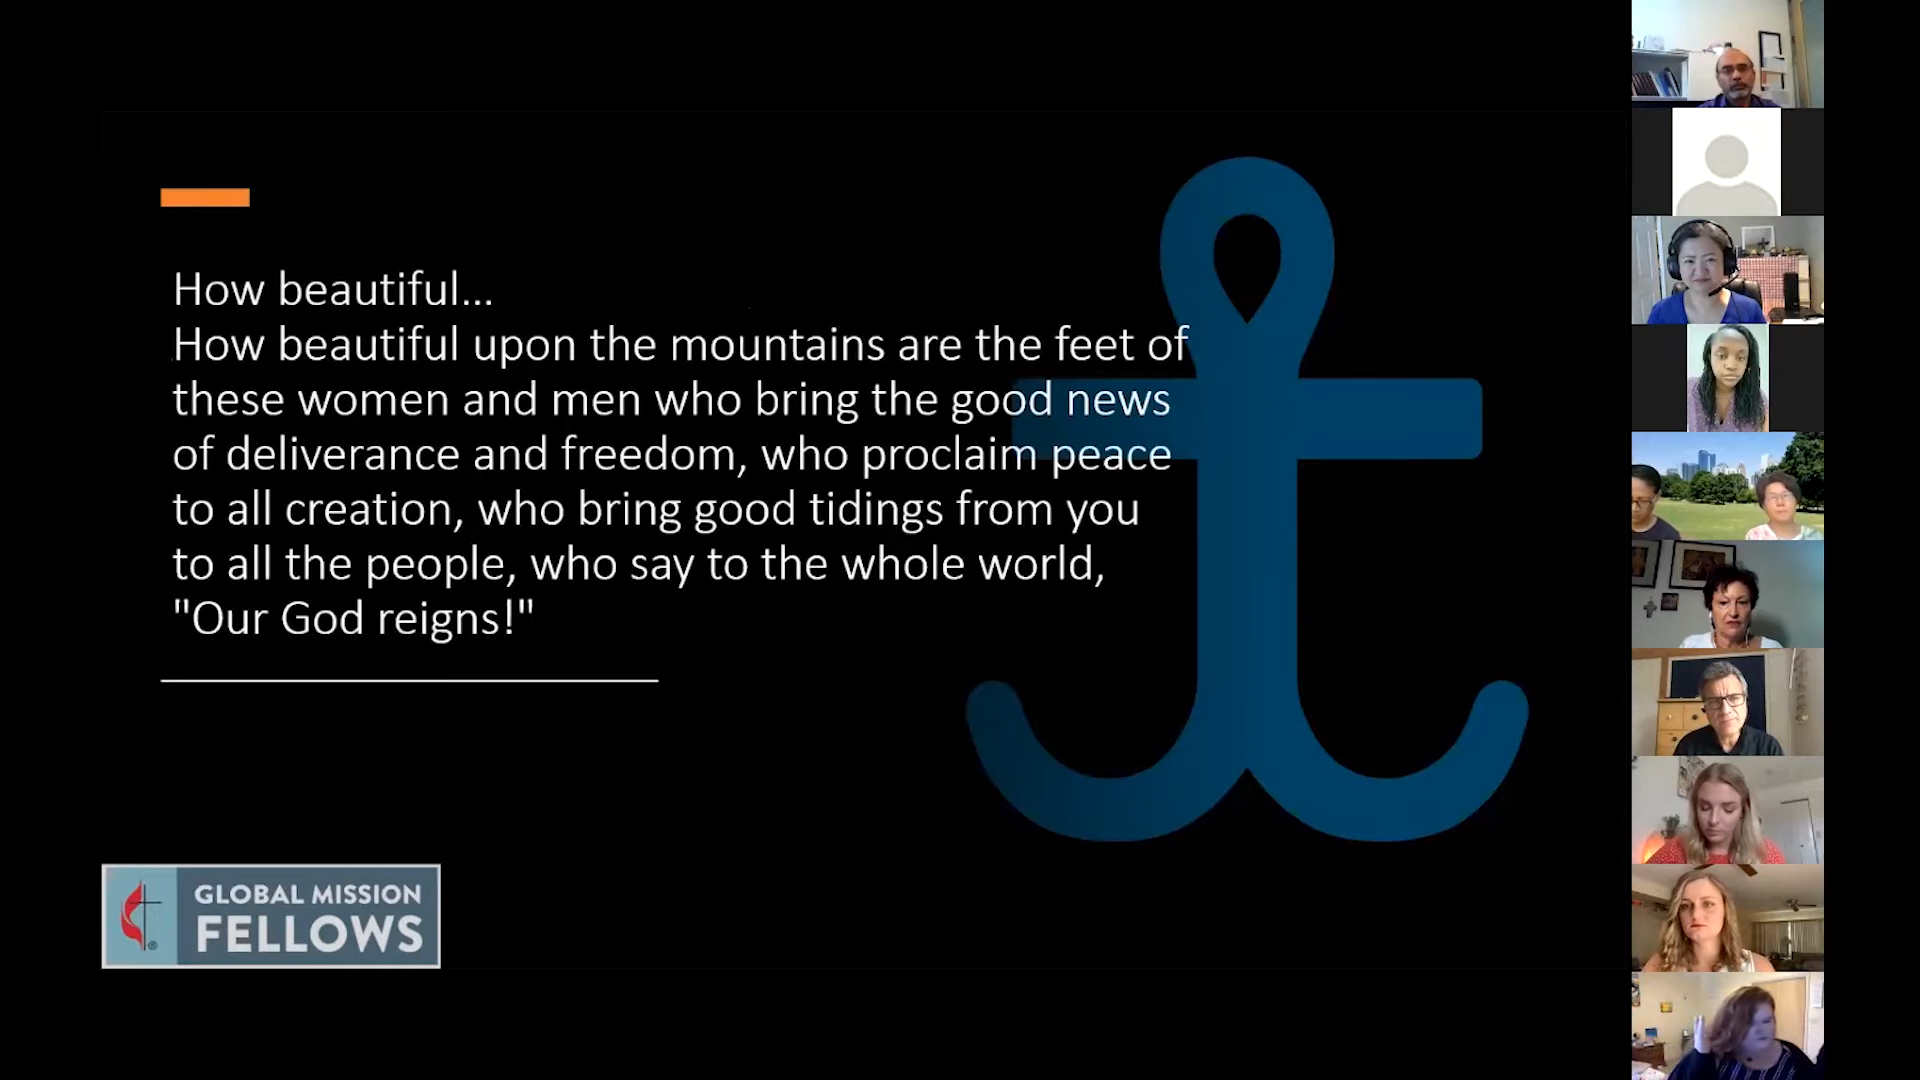 How beautiful...
How beautiful upon the mountains are the feet of
these women and men who bring the good news
of deliverance and freedom, who proclaim peace
to all creation, who bring good tidings from you
to all the people, who say to the whole world,
"Our God reigns!"
GLOBAL MISSION
FELLOWS
®